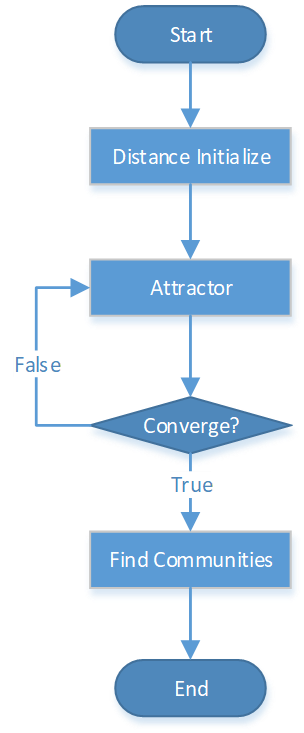 Start
Distance Initialize
Attractor
False
Converge?
True
Find Communities
End